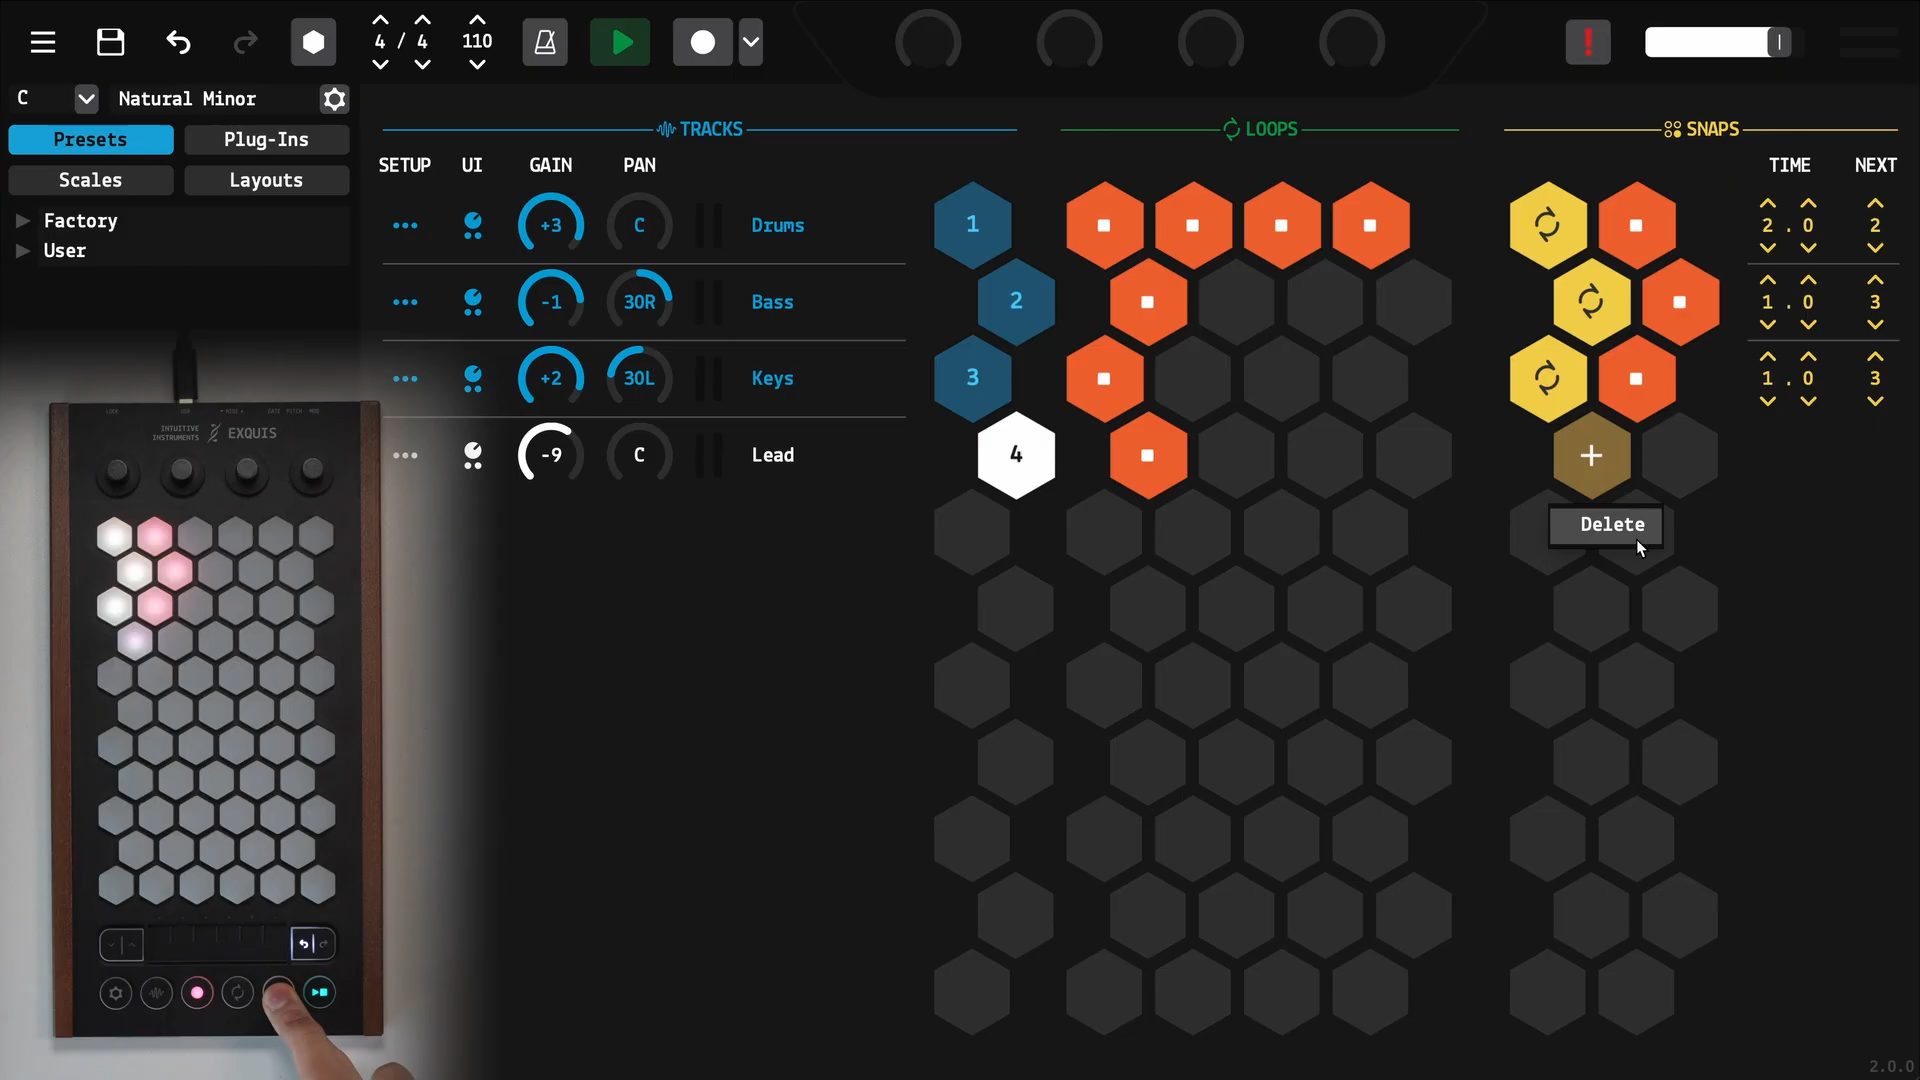 4 / 4
110
C
Natural Minor
Presets
Plug-Ins
Scales
Layouts
Factory
User
TRACKS
LOOPS
SNAPS
SETUP
UI
GAIN
PAN
TIME
NEXT
+3
C
Drums
1
2 . 0
2
-1
30R
Bass
2
1 . 0
3
+2
30L
Keys
3
1 . 0
3
-9
C
Lead
4
Delete
INTUITIVE
INSTRUMENTS
EXQUIS
2.0.0